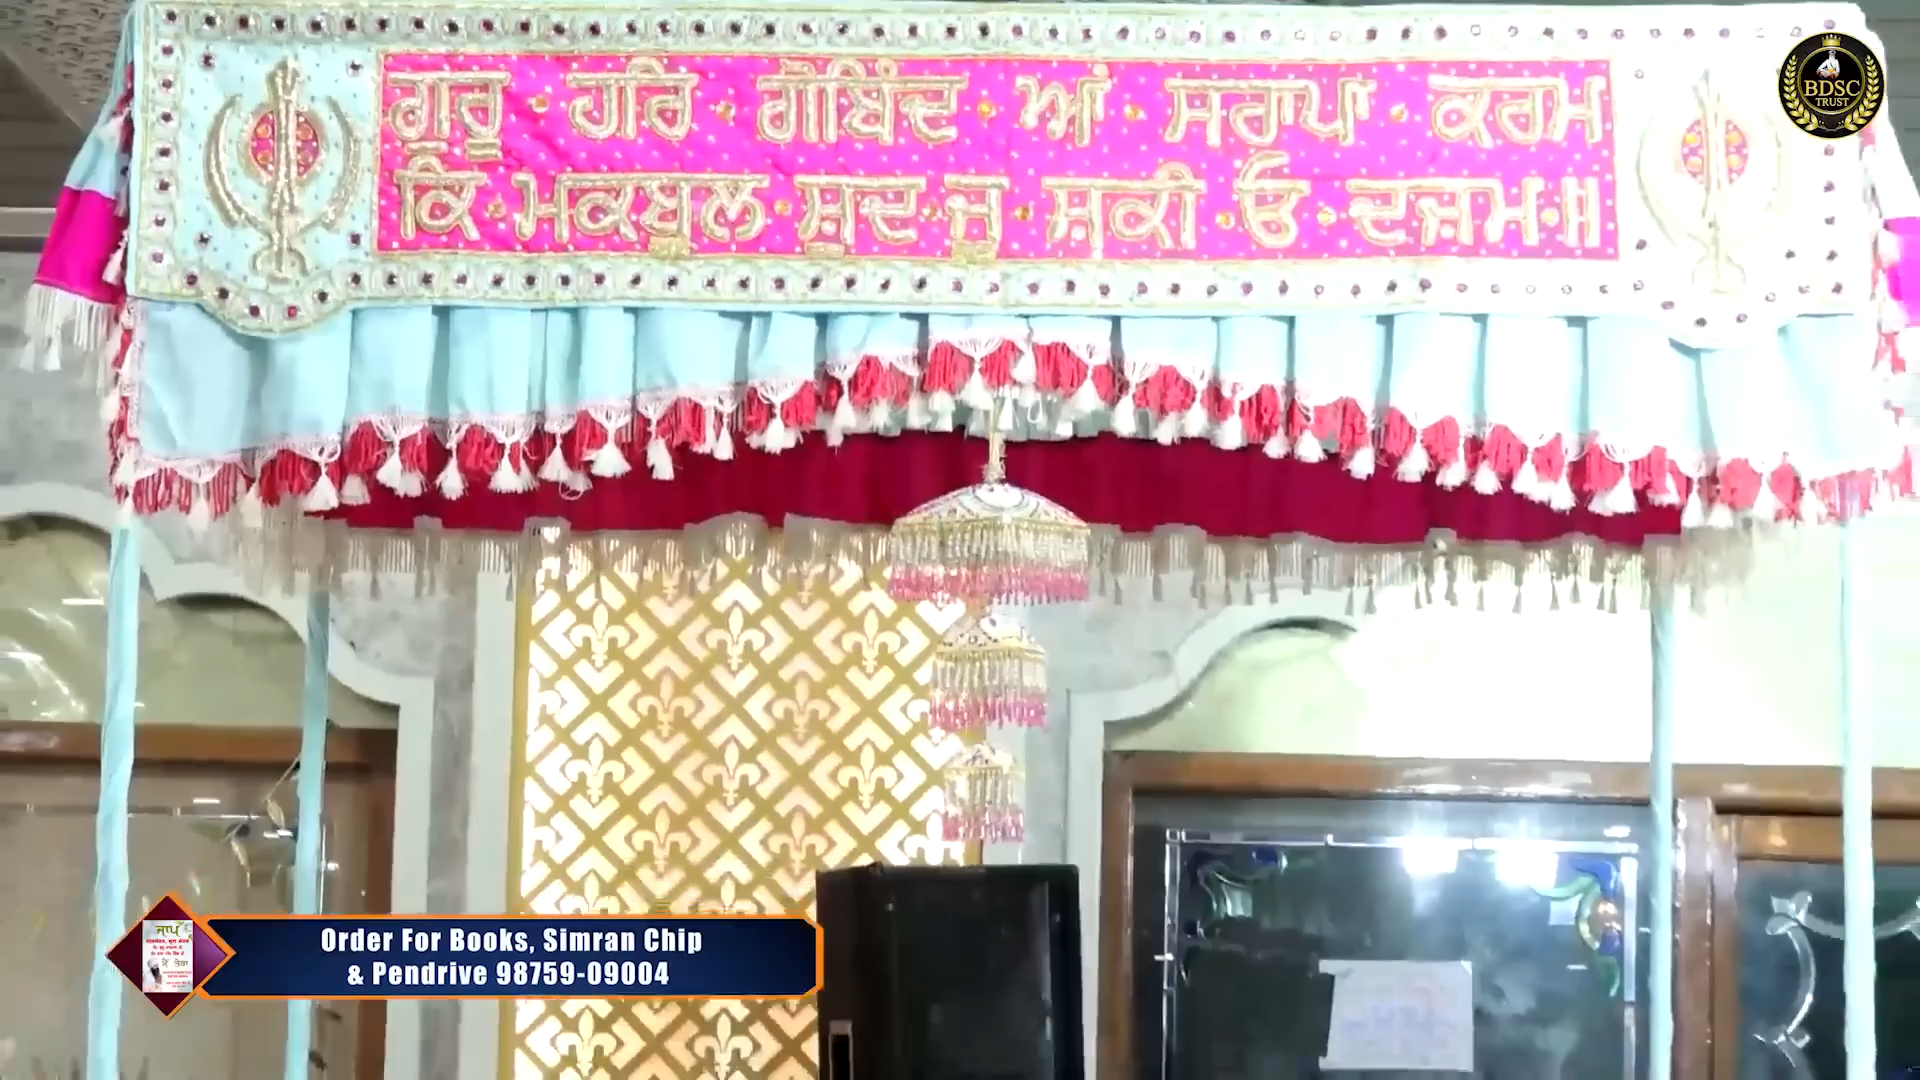 ਗੁਰੂ ਹਰਿ ਗੋਬਿੰਦ ਆਂ ਸਰਾਪਾ ਕਰਮ
ਕਿ ਮਕਬੂਲ ਸ਼ੁਦ ਜੂ ਸ਼ਕੀ ਓ ਦਜ਼ਮ॥
BDSC
TRUST
ਜਾਪੁ
Order For Books, Simran Chip
& Pendrive 98759-09004